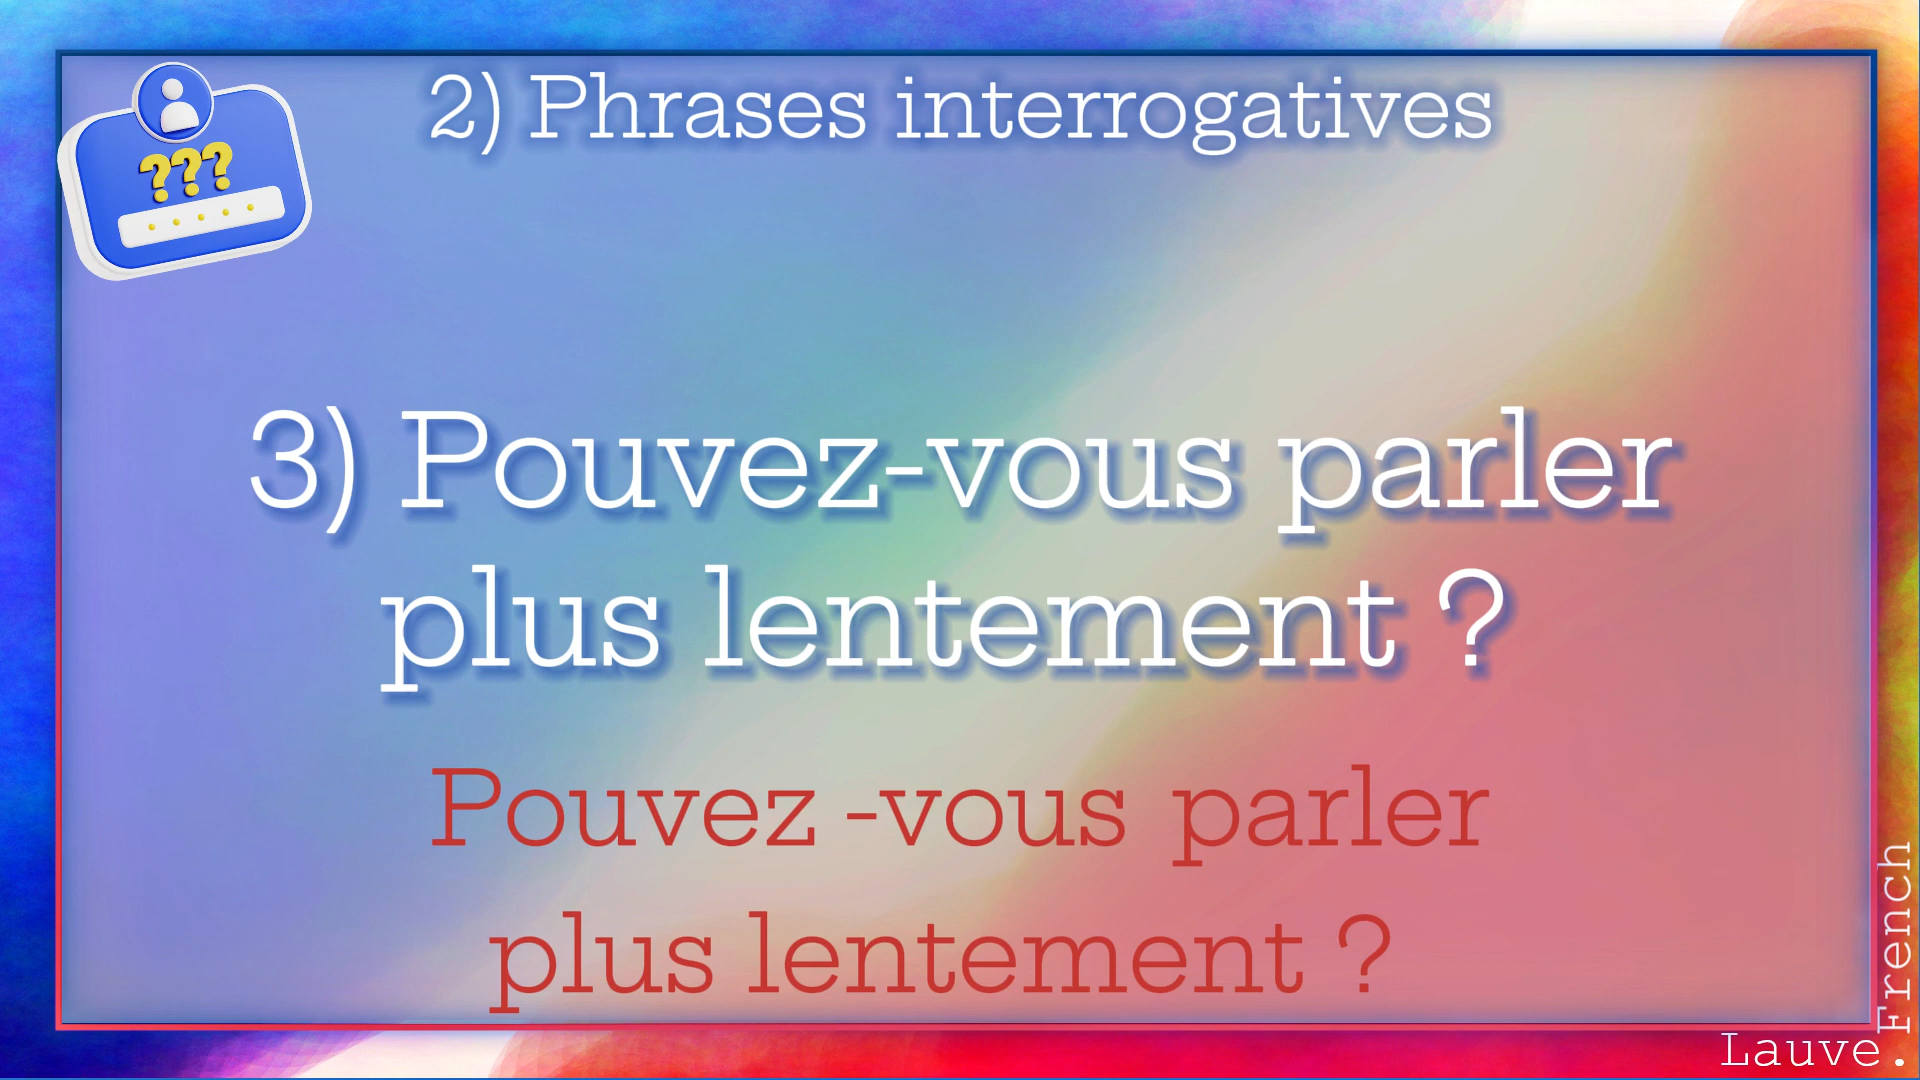 2) Phrases interrogatives
???
3) Pouvez-vous parler
plus lentement ?
Pouvez -vous parler
plus lentement ?
Lauve.
French